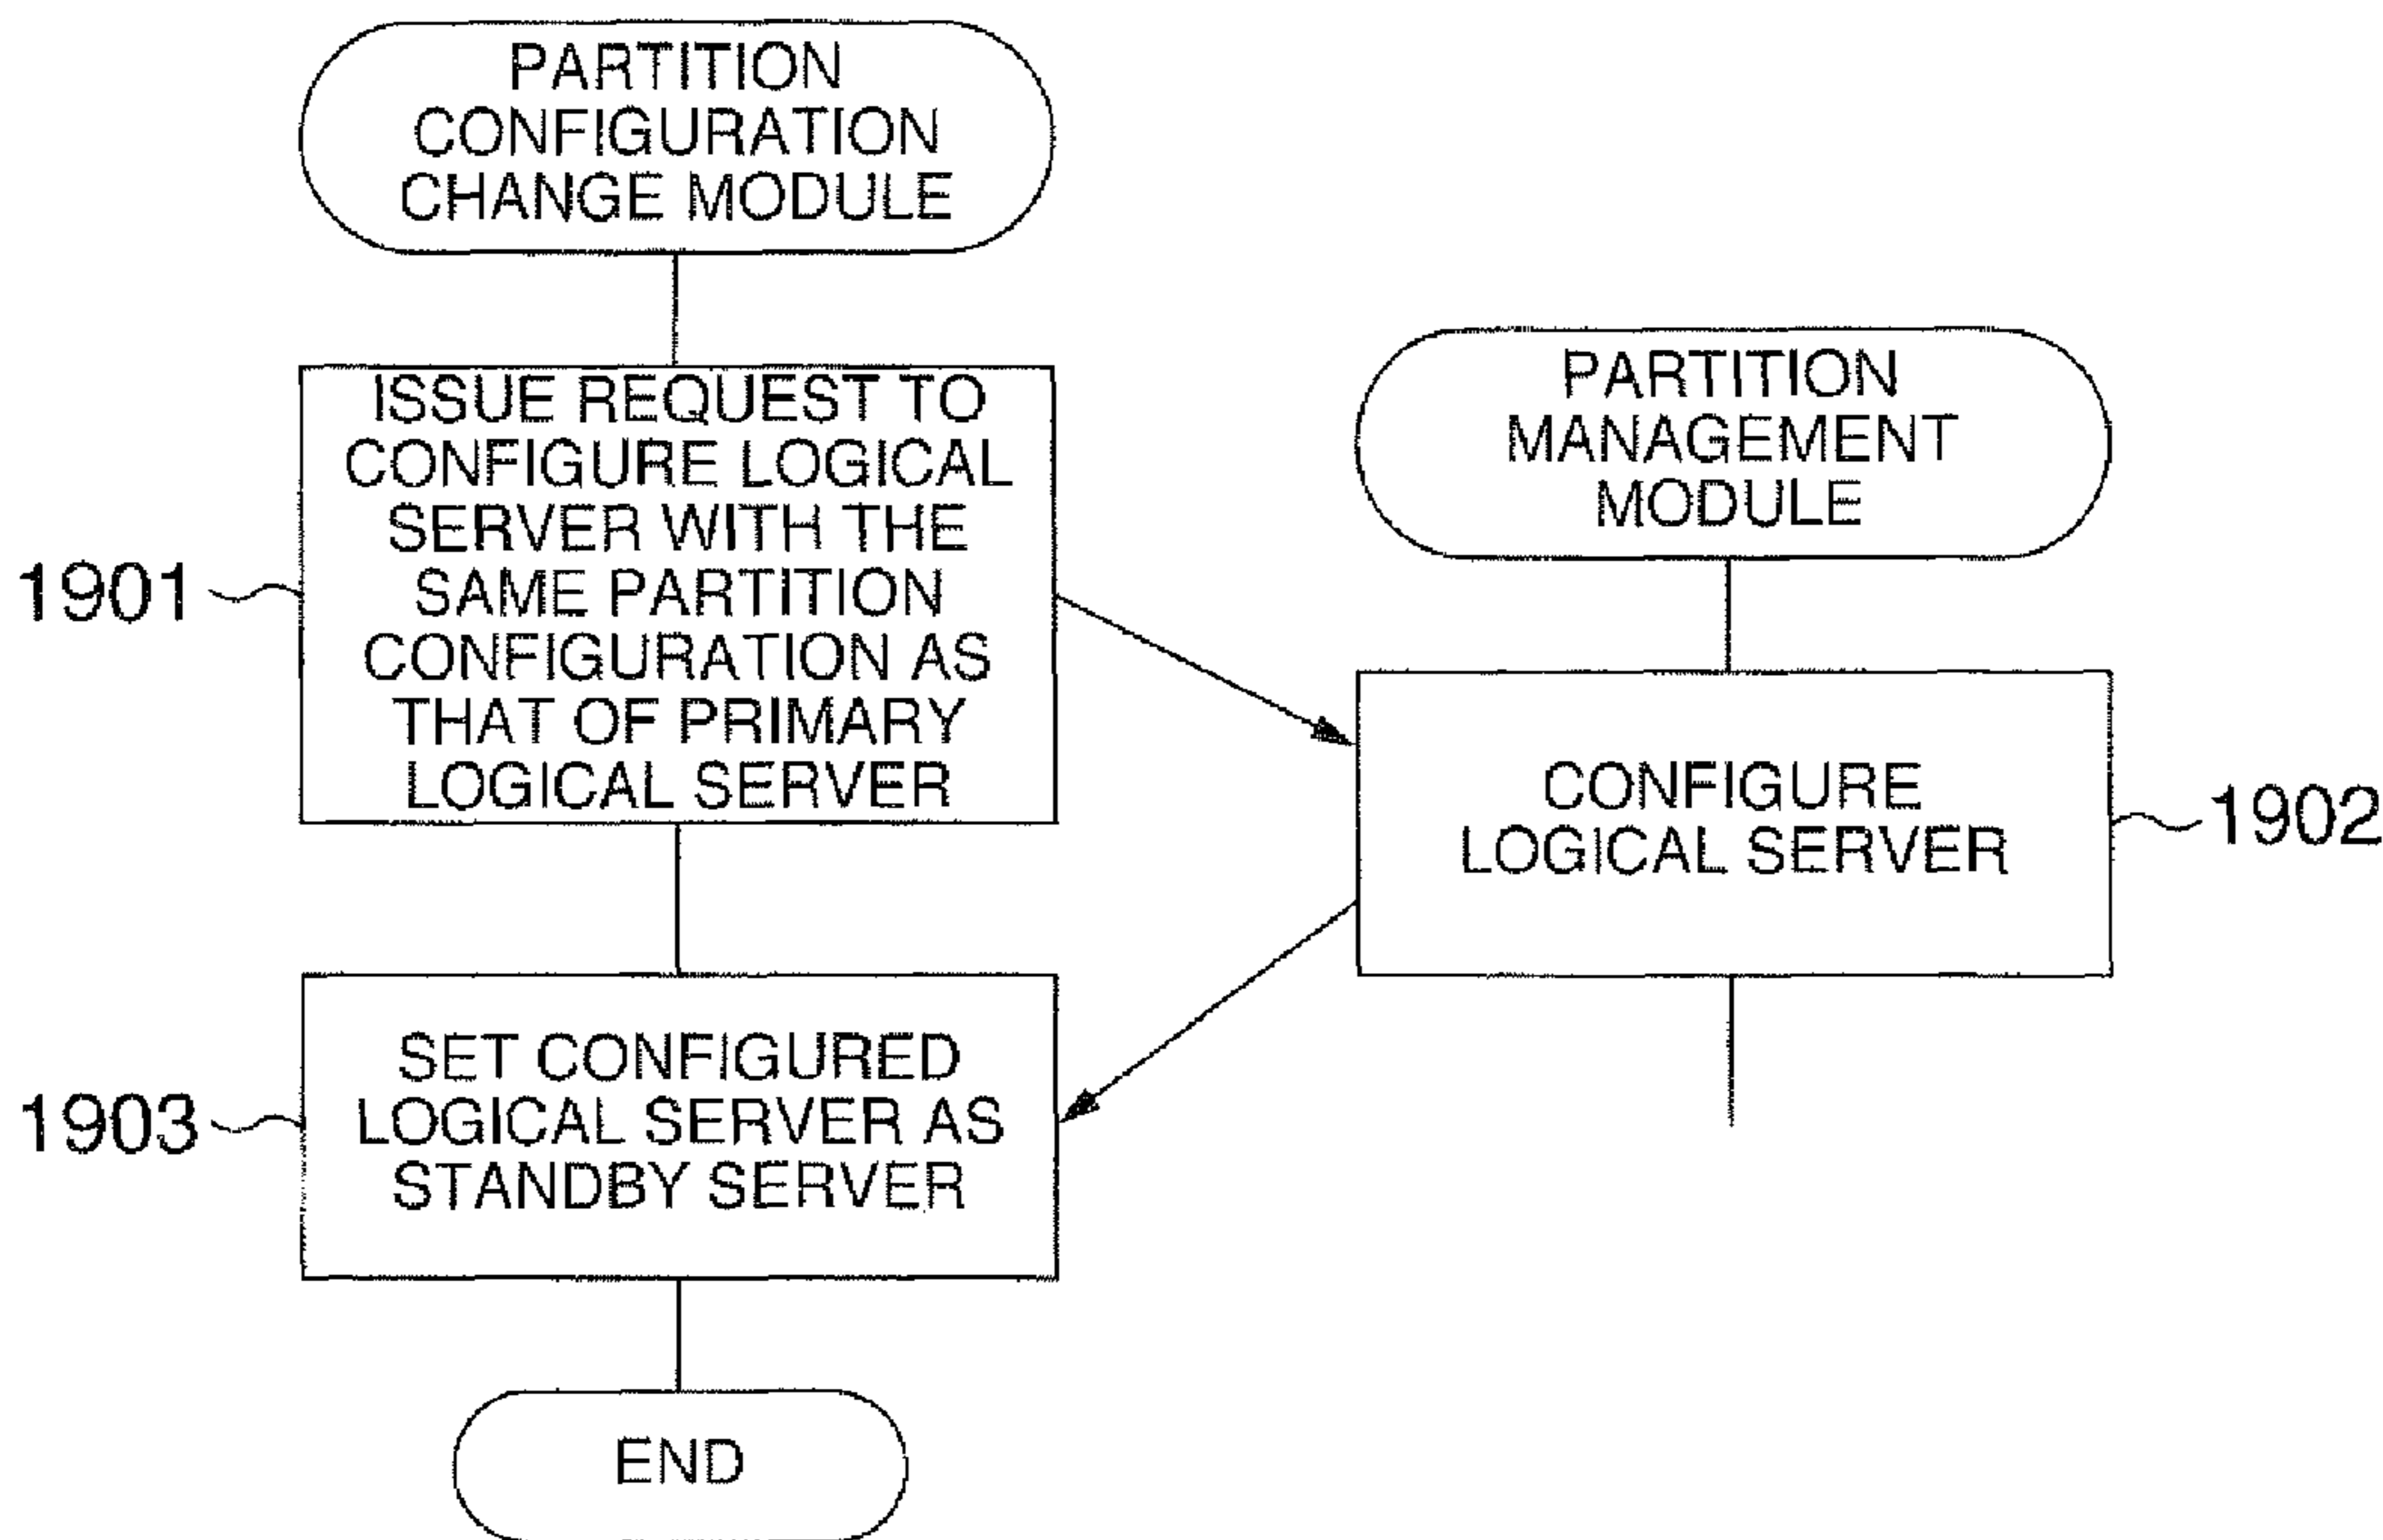 PARTITION
CONFIGURATION
CHANGE MODULE
1901
ISSUE REQUEST TO
CONFIGURE LOGICAL
SERVER WITH THE
SAME PARTITION
CONFIGURATION AS
THAT OF PRIMARY
LOGICAL SERVER
PARTITION
MANAGEMENT
MODULE
CONFIGURE
LOGICAL SERVER
1902
1903
SET CONFIGURED
LOGICAL SERVER AS
STANDBY SERVER
END